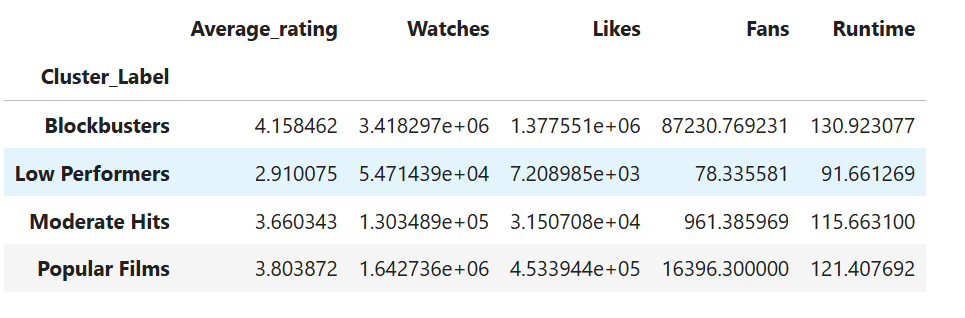 Average_rating Watches Likes Fans Runtime
Cluster_Label
Blockbusters 4.158462 3.418297e+06 1.377551e+06 87230.769231 130.923077
Low Performers 2.910075 5.471439e+04 7.208985e+03 78.335581 91.661269
Moderate Hits 3.660343 1.303489e+05 3.150708e+04 961.385969 115.663100
Popular Films 3.803872 1.642736e+06 4.533944e+05 16396.300000 121.407692